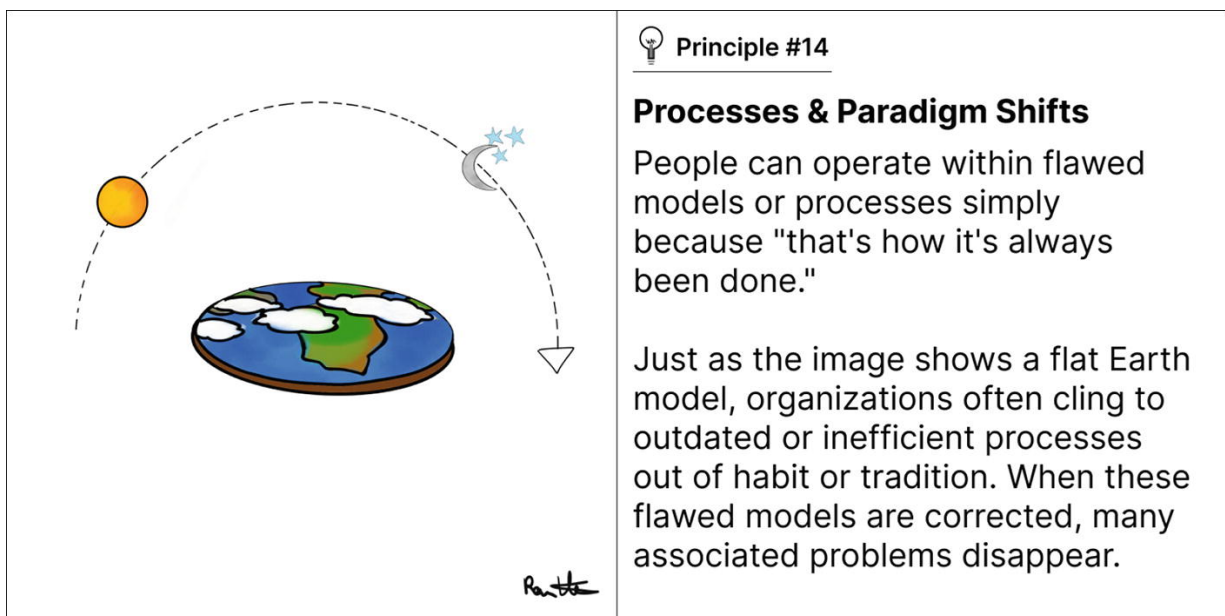 Principle #14
Processes & Paradigm Shifts
People can operate within flawed
models or processes simply
because "that's how it's always
been done."
Just as the image shows a flat Earth
model, organizations often cling to
outdated or inefficient processes
out of habit or tradition. When these
flawed models are corrected, many
associated problems disappear.